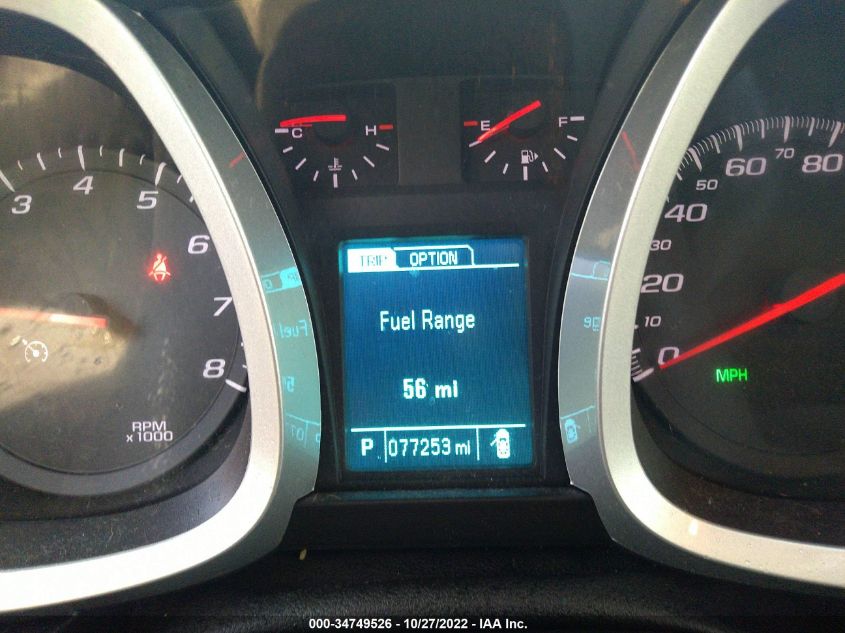 C H E F
3 4 5 6 7 8
RPM
x1000
TRIP OPTION
Fuel Range
56 mi
P 077253 mi
0 10 20 30 40 50 60 70 80
MPH
000-34749526 - 10/27/2022 - IAA Inc.